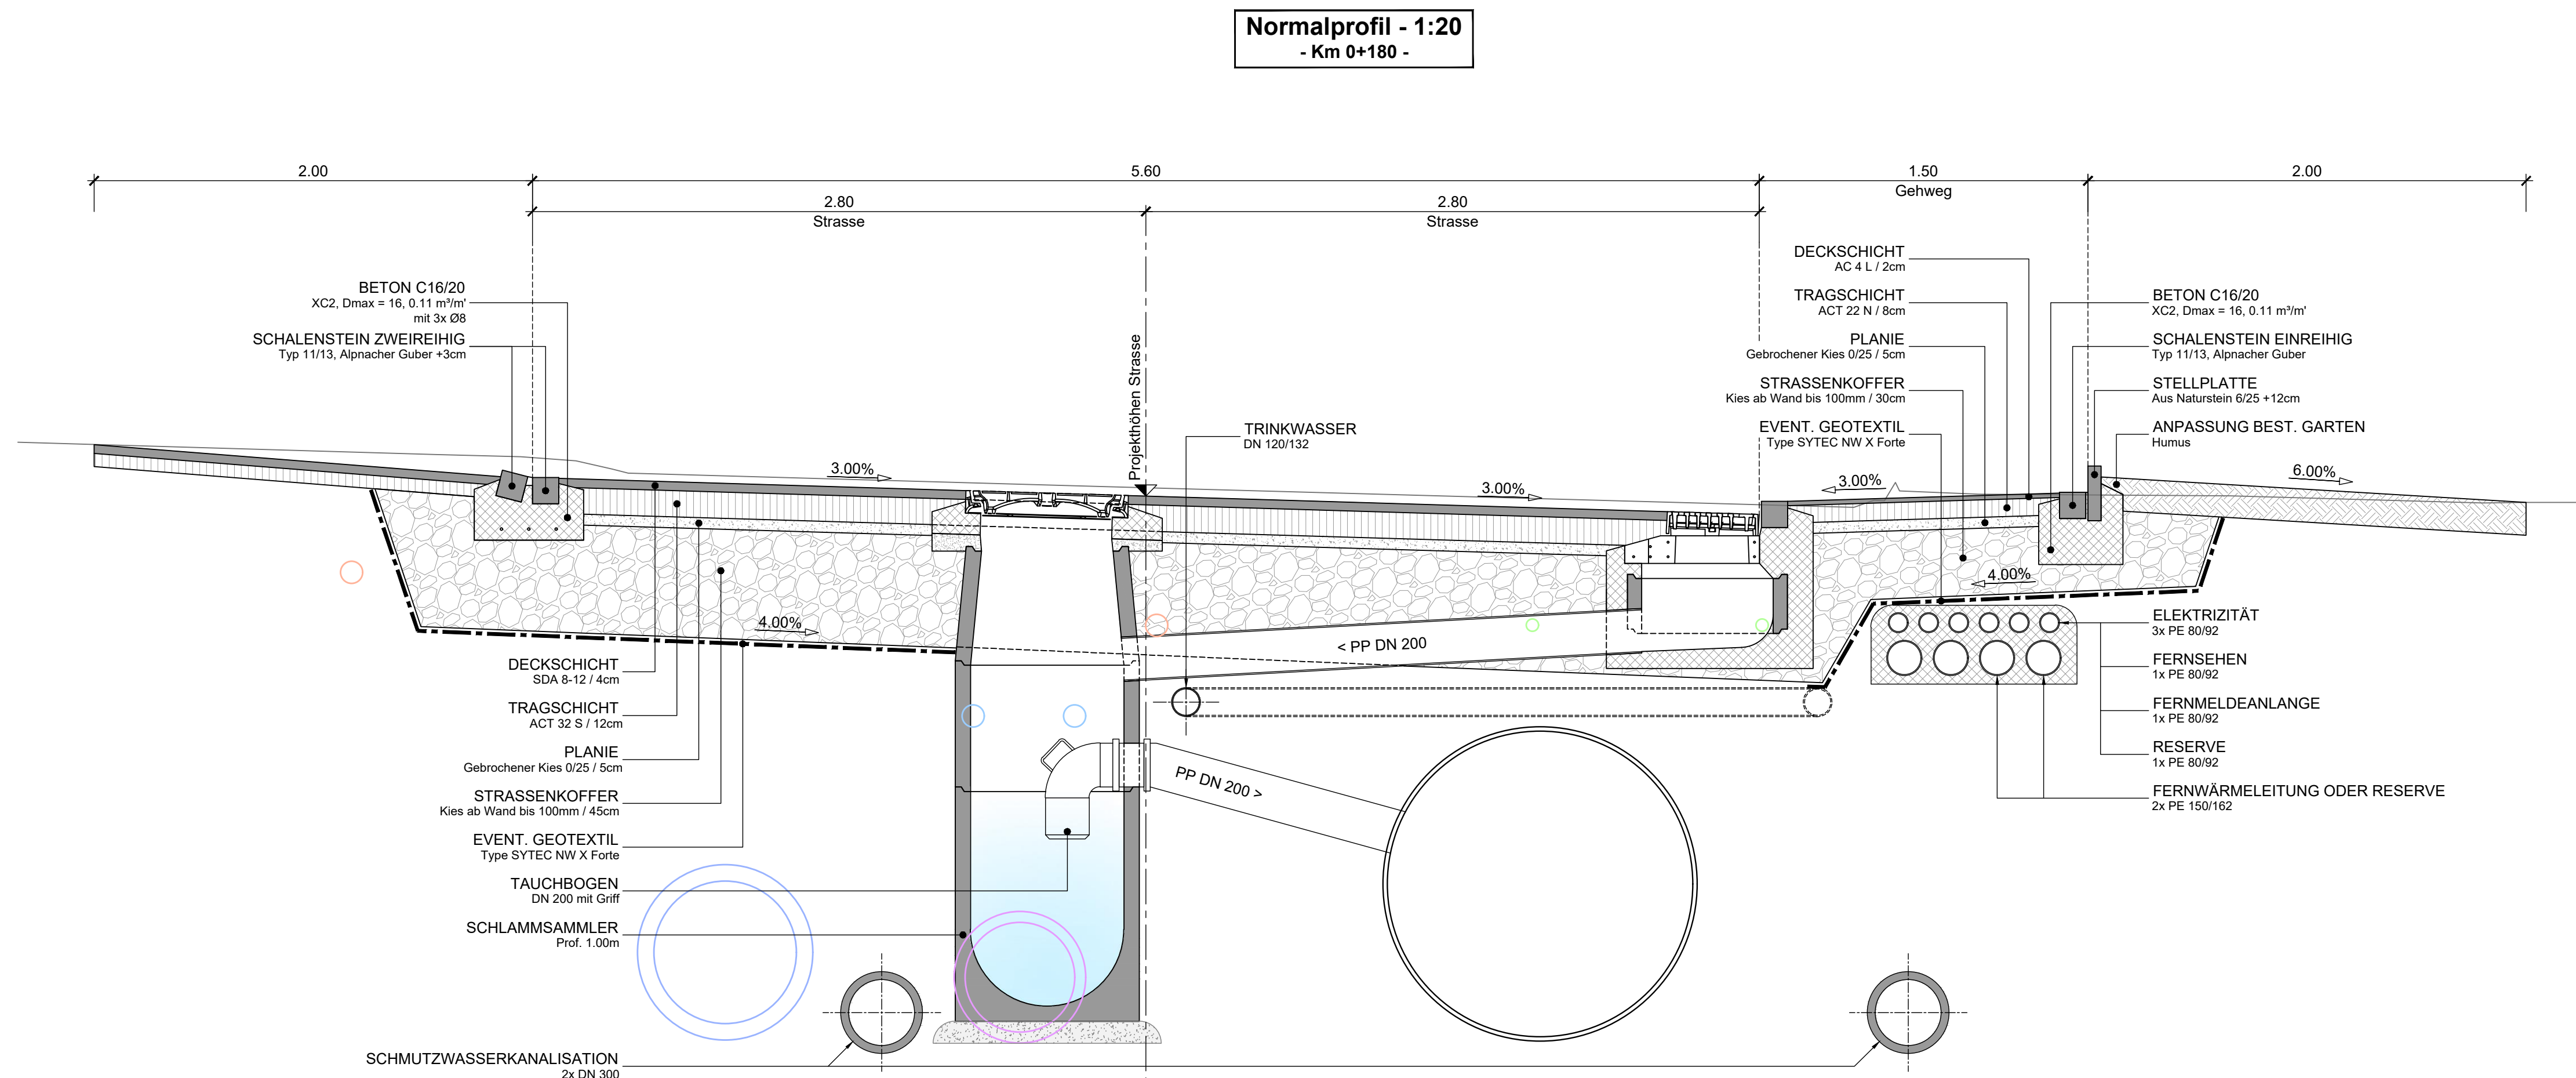 Normalprofil - 1:20
- Km 0+180 -
2.00
5.60
1.50
2.00
Gehweg
2.80
2.80
Strasse
Strasse
BETON C16/20
XC2, Dmax = 16, 0.11 m³/m'
mit 3x Ø8
SCHALENSTEIN ZWEIREIHIG
Typ 11/13, Alpnacher Guber +3cm
Projekthöhen Strasse
TRINKWASSER
DN 120/132
DECKSCHICHT
AC 4 L / 2cm
TRAGSCHICHT
ACT 22 N / 8cm
PLANIE
Gebrochener Kies 0/25 / 5cm
STRASSENKOFFER
Kies ab Wand bis 100mm / 30cm
EVENT. GEOTEXTIL
Type SYTEC NW X Forte
BETON C16/20
XC2, Dmax = 16, 0.11 m³/m'
SCHALENSTEIN EINREIHIG
Typ 11/13, Alpnacher Guber
STELLPLATTE
Aus Naturstein 6/25 +12cm
ANPASSUNG BEST. GARTEN
Humus
3.00%
3.00%
3.00%
6.00%
4.00%
4.00%
< PP DN 200
PP DN 200 >
DECKSCHICHT
SDA 8-12 / 4cm
TRAGSCHICHT
ACT 32 S / 12cm
PLANIE
Gebrochener Kies 0/25 / 5cm
STRASSENKOFFER
Kies ab Wand bis 100mm / 45cm
EVENT. GEOTEXTIL
Type SYTEC NW X Forte
TAUCHBOGEN
DN 200 mit Griff
SCHLAMMSAMMLER
Prof. 1.00m
SCHMUTZWASSERKANALISATION
2x DN 300
ELEKTRIZITÄT
3x PE 80/92
FERNSEHEN
1x PE 80/92
FERNMELDEANLANGE
1x PE 80/92
RESERVE
1x PE 80/92
FERNWÄRMELEITUNG ODER RESERVE
2x PE 150/162